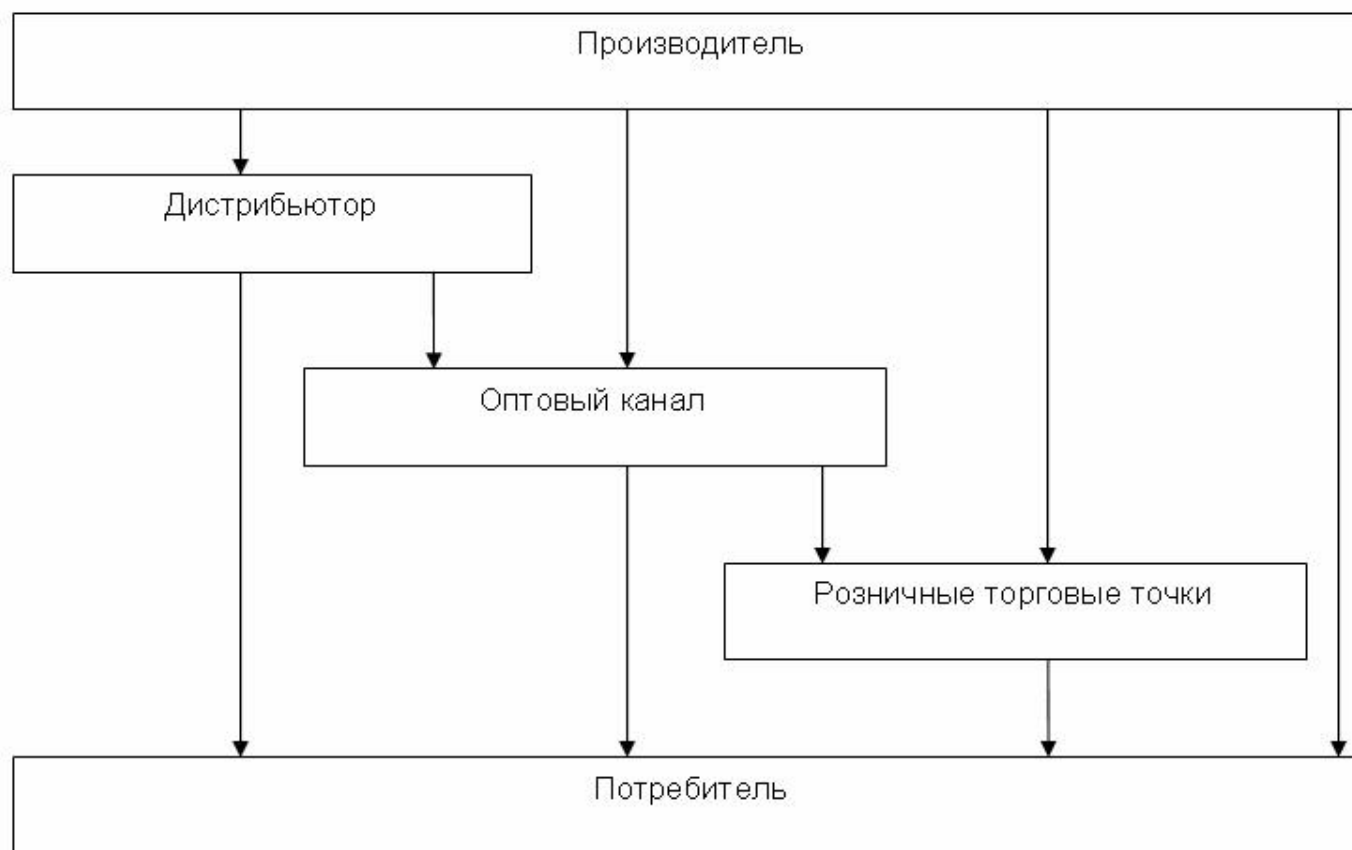 Производитель
Дистрибьютор
Оптовый канал
Розничные торговые точки
Потребитель